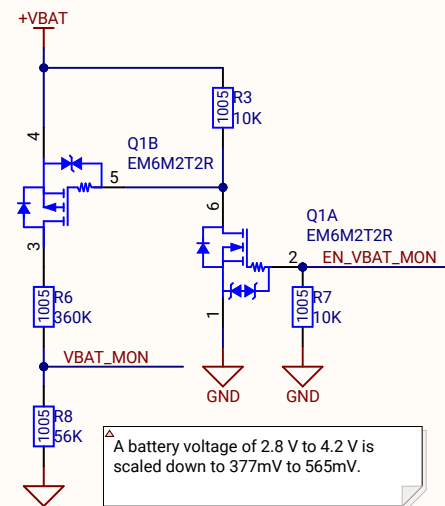 +VBAT
1005
R3
10K
4
Q1B
EM6M2T2R
5
6
Q1A
EM6M2T2R
2
EN_VBAT_MON
3
1
1005
R6
360K
1005
R7
10K
VBAT_MON
GND
GND
1005
R8
56K
A battery voltage of 2.8 V to 4.2 V is
scaled down to 377mV to 565mV.